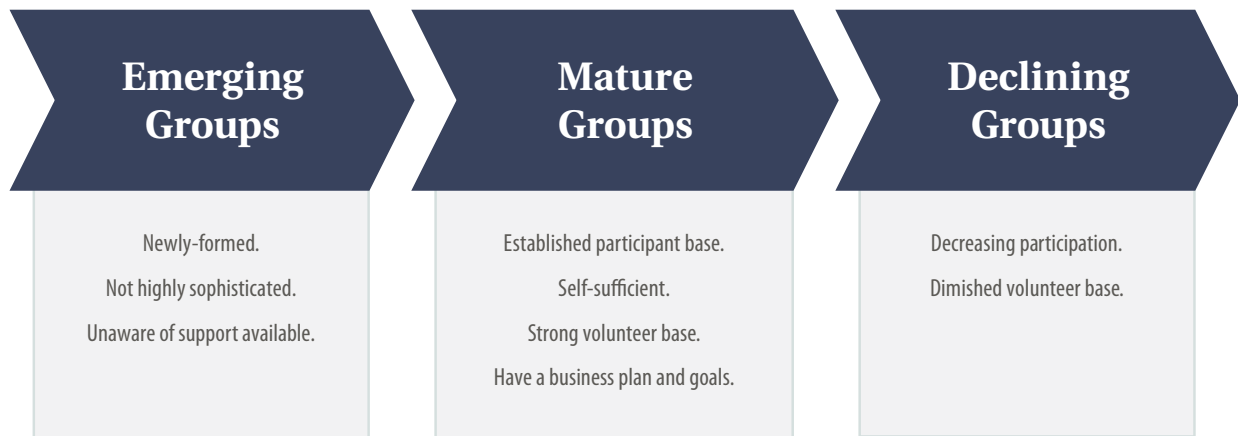 Emerging
Groups
Newly-formed.
Not highly sophisticated.
Unaware of support available.
Mature
Groups
Established participant base.
Self-sufficient.
Strong volunteer base.
Have a business plan and goals.
Declining
Groups
Decreasing participation.
Dimished volunteer base.